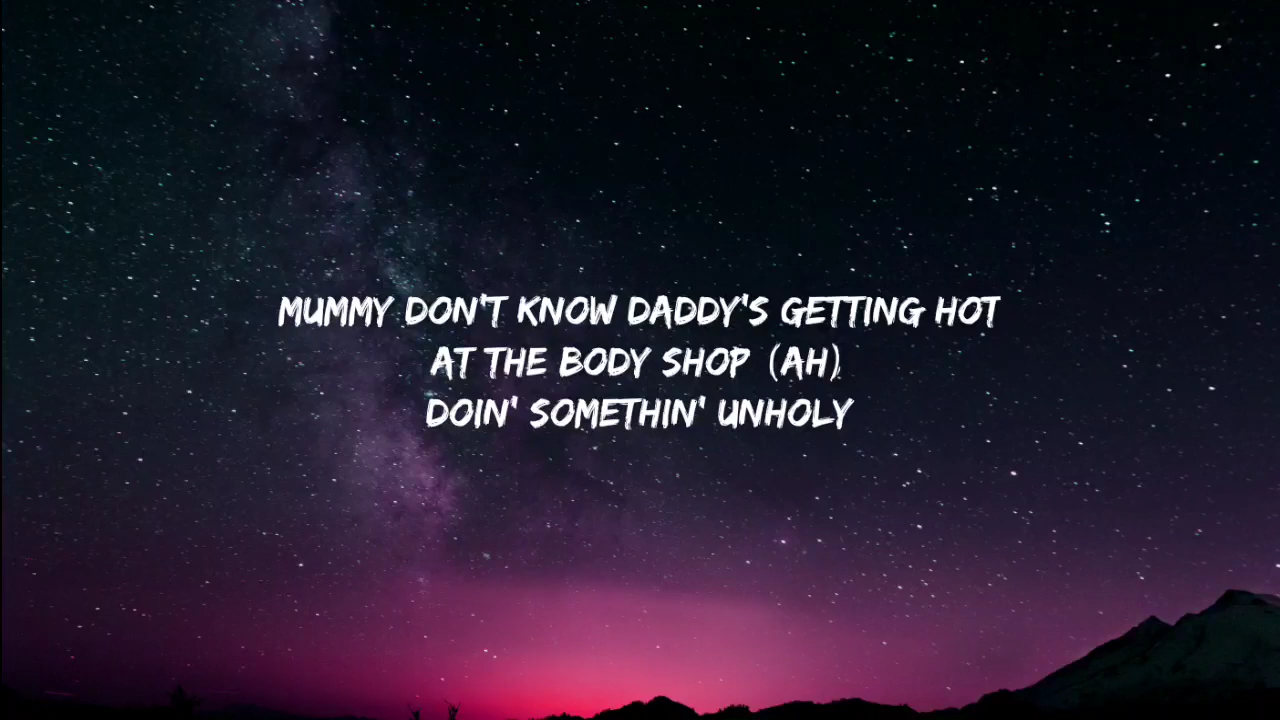 MUMMY DON'T KNOW DADDY'S GETTING HOT
AT THE BODY SHOP (AH)
DOIN' SOMETHIN' UNHOLY